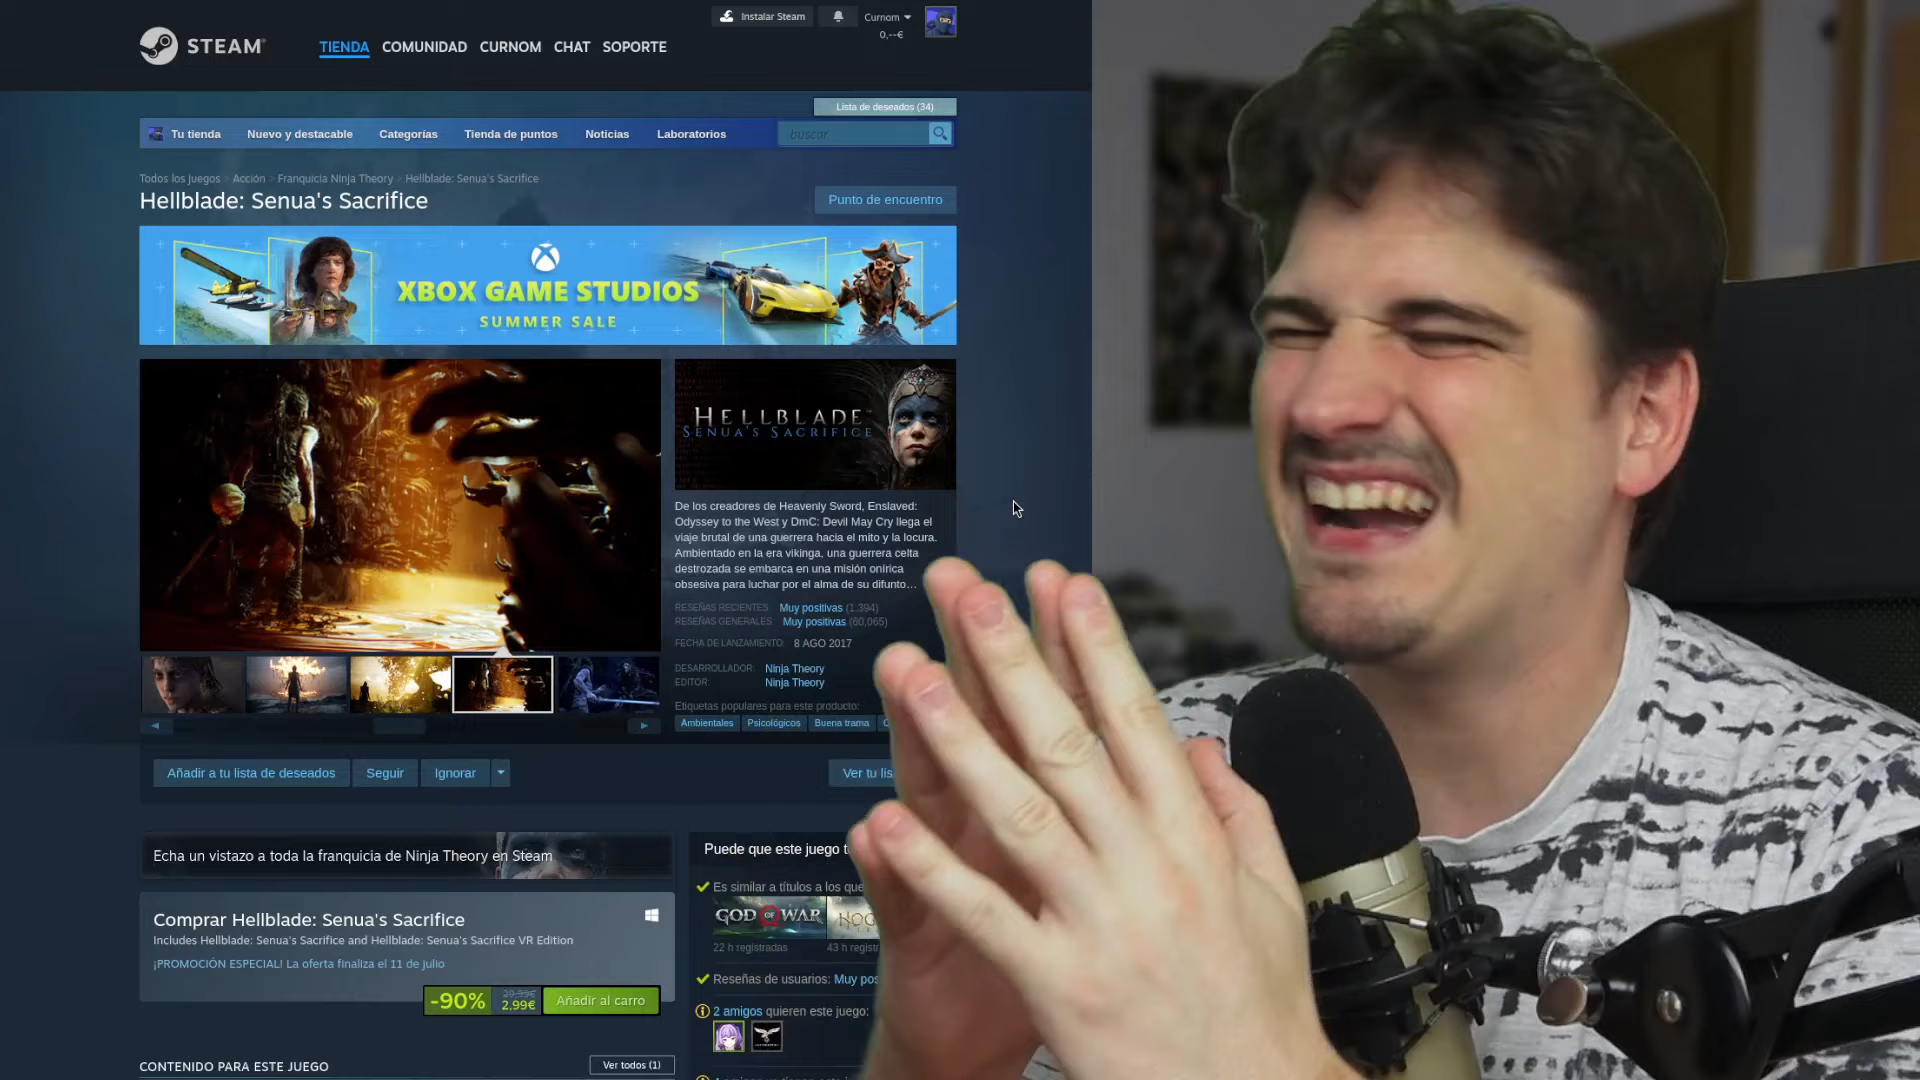 Instalar Steam
Curnom
0,--€
STEAM
TIENDA COMUNIDAD CURNOM CHAT SOPORTE
Lista de deseados (34)
Tu tienda Nuevo y destacable Categorías Tienda de puntos Noticias Laboratorios buscar
Todos los juegos > Acción > Franquicia Ninja Theory > Hellblade: Senua's Sacrifice
Hellblade: Senua's Sacrifice
Punto de encuentro
XBOX GAME STUDIOS
SUMMER SALE
HELLBLADE
SENUA'S SACRIFICE
De los creadores de Heavenly Sword, Enslaved:
Odyssey to the West y DmC: Devil May Cry llega el
viaje brutal de una guerrera hacia el mito y la locura.
Ambientado en la era vikinga, una guerrera celta
destrozada se embarca en una misión onírica
obsesiva para luchar por el alma de su difunto...
RESEÑAS RECIENTES: Muy positivas (1,394)
RESEÑAS GENERALES: Muy positivas (60,065)
FECHA DE LANZAMIENTO: 8 AGO 2017
DESARROLLADOR: Ninja Theory
EDITOR: Ninja Theory
Etiquetas populares para este producto:
Ambientales Psicológicos Buena trama
Añadir a tu lista de deseados Seguir Ignorar
Ver tu lis
Echa un vistazo a toda la franquicia de Ninja Theory en Steam
Comprar Hellblade: Senua's Sacrifice
Includes Hellblade: Senua's Sacrifice and Hellblade: Senua's Sacrifice VR Edition
¡PROMOCIÓN ESPECIAL! La oferta finaliza el 11 de julio
-90% 29,99€ 2,99€ Añadir al carro
CONTENIDO PARA ESTE JUEGO
Ver todos (1)
Puede que este juego t
Es similar a títulos a los que
GOD OF WAR
22 h registradas 43 h regist
Reseñas de usuarios: Muy pos
2 amigos quieren este juego: